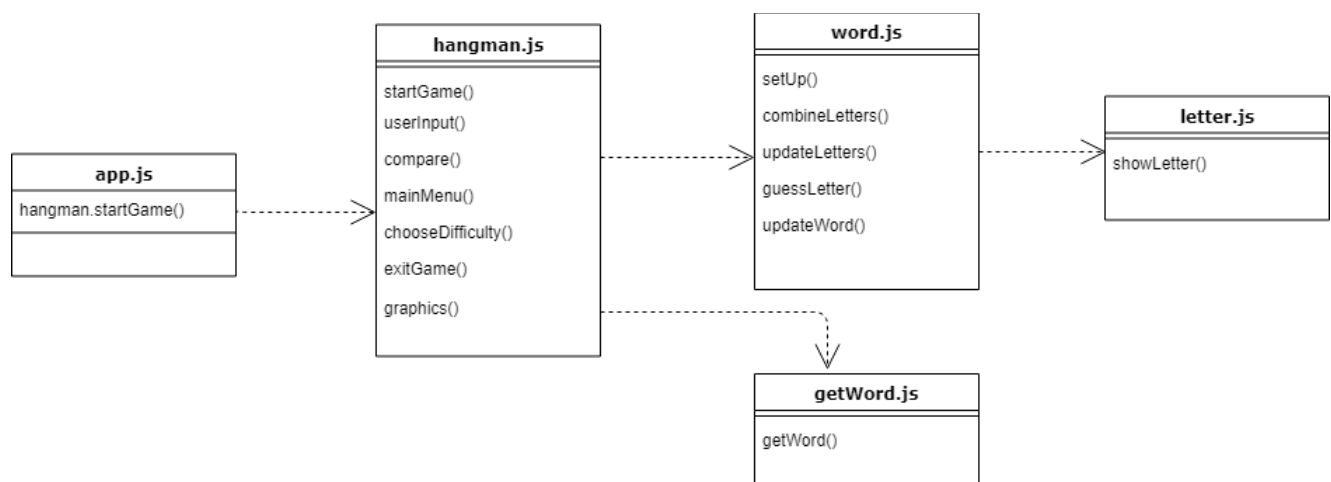 app.js
hangman.startGame()
hangman.js
startGame()
userInput()
compare()
mainMenu()
chooseDifficulty()
exitGame()
graphics()
word.js
setUp()
combineLetters()
updateLetters()
guessLetter()
updateWord()
letter.js
showLetter()
getWord.js
getWord()